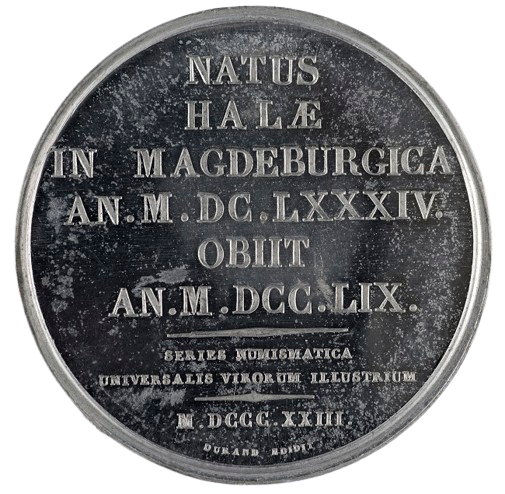 NATUS
HALÆ
IN MAGDEBURGICA
AN. M. DC. LXXXIV.
OBIIT
AN. M. DCC. LIX.
SERIES NUMISMATICA
UNIVERSALIS VIRORUM ILLUSTRIUM
M DCCC. XXIII.
DURAND EDIDIT